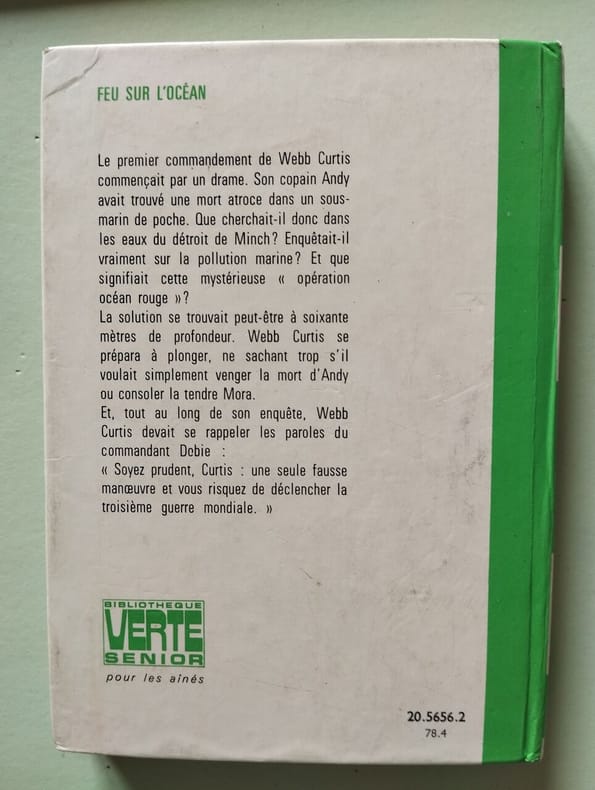 FEU SUR L'OCÉAN
Le premier commandement de Webb Curtis
commençait par un drame. Son copain Andy
avait trouvé une mort atroce dans un sous-
marin de poche. Que cherchait-il donc dans
les eaux du détroit de Minch? Enquêtait-il
vraiment sur la pollution marine? Et que
signifiait cette mystérieuse « opération
océan rouge »?
La solution se trouvait peut-être à soixante
mètres de profondeur. Webb Curtis se
prépara à plonger, ne sachant trop s'il
voulait simplement venger la mort d'Andy
ou consoler la tendre Mora.
Et, tout au long de son enquête, Webb
Curtis devait se rappeler les paroles du
commandant Dobie :
« Soyez prudent, Curtis : une seule fausse
manœuvre et vous risquez de déclencher la
troisième guerre mondiale. »
BIBLIOTHEQUE
VERTE
SENIOR
pour les aînés
20.5656.2
78.4